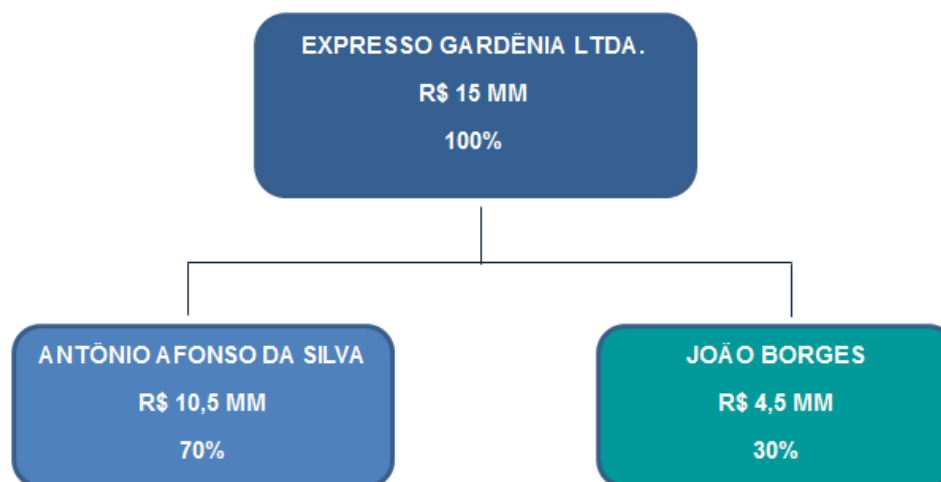 EXPRESSO GARDÊNIA LTDA.
R$ 15 MM
100%
ANTÔNIO AFONSO DA SILVA
R$ 10,5 MM
70%
JOÃO BORGES
R$ 4,5 MM
30%